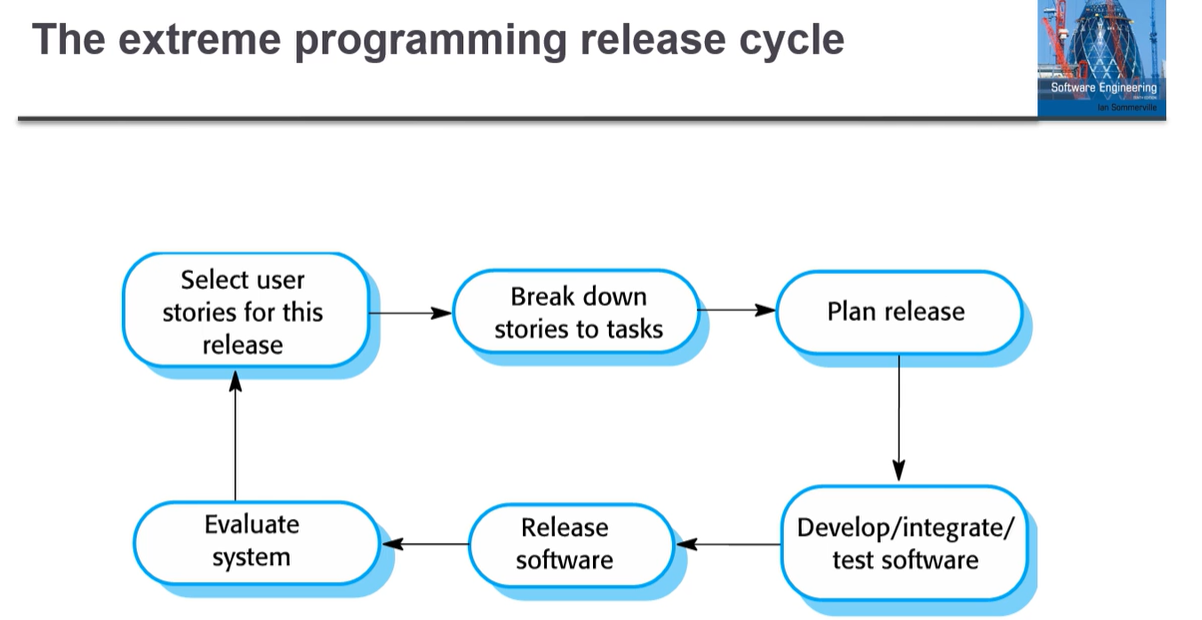 The extreme programming release cycle
Software Engineering
Ian Sommerville
Select user
stories for this
release
Break down
stories to tasks
Plan release
Evaluate
system
Release
software
Develop/integrate/
test software